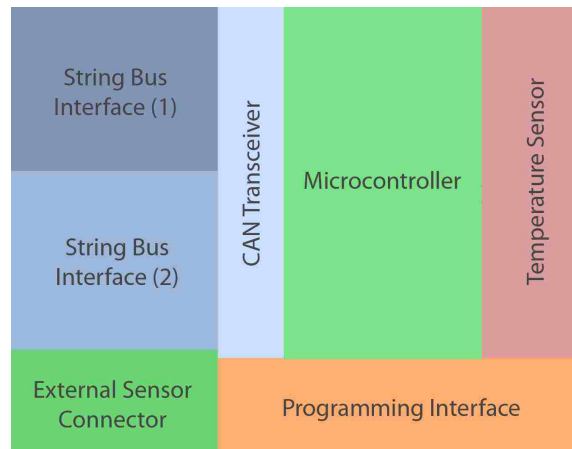 String Bus
Interface (1)
CAN Transceiver
Microcontroller
Temperature Sensor
String Bus
Interface (2)
External Sensor
Connector
Programming Interface